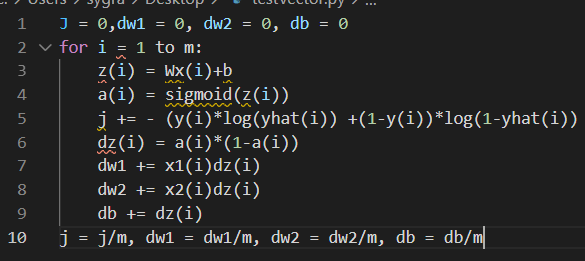 Users > sygra > Desktop > testvector.py > ...
1 J = 0,dw1 = 0, dw2 = 0, db = 0
2 for i = 1 to m:
3 z(i) = Wx(i)+b
4 a(i) = sigmoid(z(i))
5 j += - (y(i)*log(yhat(i)) +(1-y(i))*log(1-yhat(i))
6 dz(i) = a(i)*(1-a(i))
7 dw1 += x1(i)dz(i)
8 dw2 += x2(i)dz(i)
9 db += dz(i)
10 j = j/m, dw1 = dw1/m, dw2 = dw2/m, db = db/m